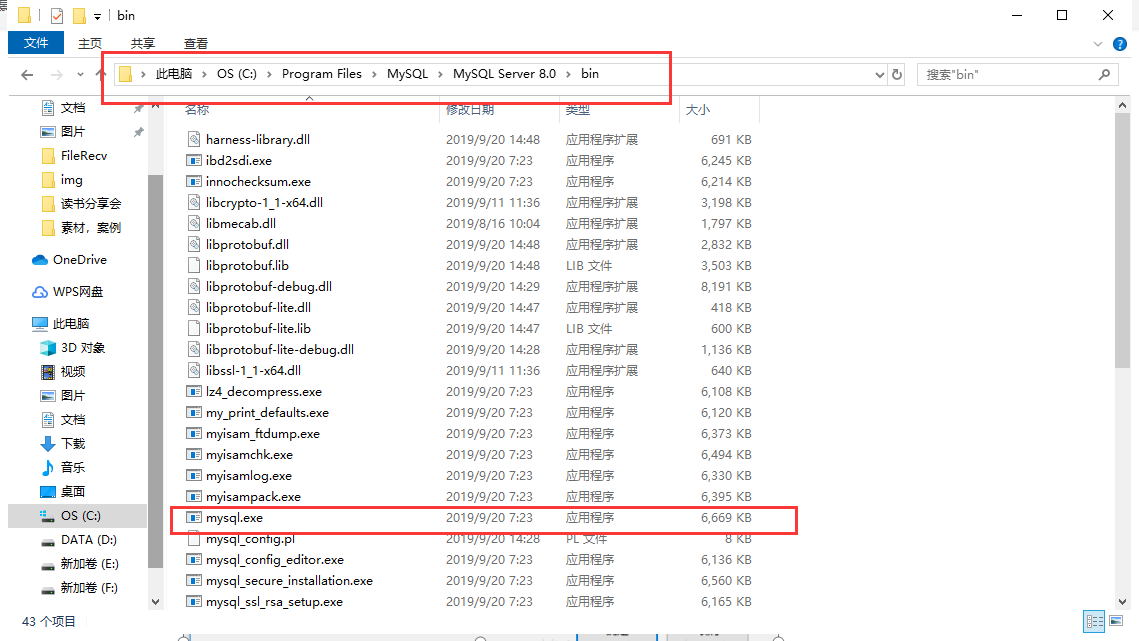 bin
文件 主页 共享 查看
此电脑 OS (C:) Program Files MySQL MySQL Server 8.0 bin 搜索"bin"
名称 修改日期 类型 大小
文档
图片
FileRecv
img
读书分享会
素材，案例
OneDrive
WPS网盘
此电脑
3D 对象
视频
图片
文档
下载
音乐
桌面
OS (C:)
DATA (D:)
新加卷 (E:)
新加卷 (F:)
harness-library.dll 2019/9/20 14:48 应用程序扩展 691 KB
ibd2sdi.exe 2019/9/20 7:23 应用程序 6,245 KB
innochecksum.exe 2019/9/20 7:23 应用程序 6,214 KB
libcrypto-1_1-x64.dll 2019/9/11 11:36 应用程序扩展 3,198 KB
libmecab.dll 2019/8/16 10:04 应用程序扩展 1,797 KB
libprotobuf.dll 2019/9/20 14:48 应用程序扩展 2,832 KB
libprotobuf.lib 2019/9/20 14:48 LIB 文件 3,503 KB
libprotobuf-debug.dll 2019/9/20 14:29 应用程序扩展 8,191 KB
libprotobuf-lite.dll 2019/9/20 14:47 应用程序扩展 418 KB
libprotobuf-lite.lib 2019/9/20 14:47 LIB 文件 600 KB
libprotobuf-lite-debug.dll 2019/9/20 14:28 应用程序扩展 1,136 KB
libssl-1_1-x64.dll 2019/9/11 11:36 应用程序扩展 640 KB
lz4_decompress.exe 2019/9/20 7:23 应用程序 6,108 KB
my_print_defaults.exe 2019/9/20 7:23 应用程序 6,120 KB
myisam_ftdump.exe 2019/9/20 7:23 应用程序 6,373 KB
myisamchk.exe 2019/9/20 7:23 应用程序 6,494 KB
myisamlog.exe 2019/9/20 7:23 应用程序 6,330 KB
myisampack.exe 2019/9/20 7:23 应用程序 6,395 KB
mysql.exe 2019/9/20 7:23 应用程序 6,669 KB
mysql_config.pl 2019/9/20 14:28 PL 文件 8 KB
mysql_config_editor.exe 2019/9/20 7:23 应用程序 6,136 KB
mysql_secure_installation.exe 2019/9/20 7:23 应用程序 6,560 KB
mysql_ssl_rsa_setup.exe 2019/9/20 7:23 应用程序 6,165 KB
43 个项目